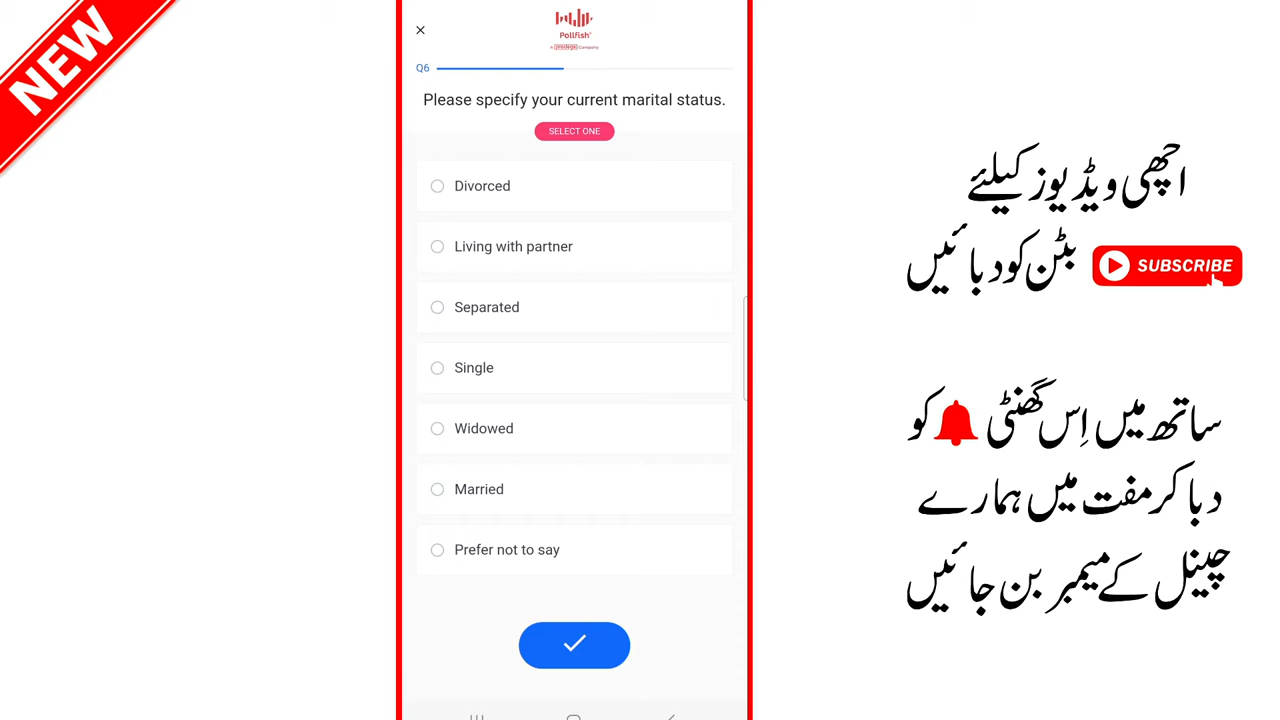 NEW
Pollfish
A prodege Company
Q6
Please specify your current marital status.
SELECT ONE
Divorced
Living with partner
Separated
Single
Widowed
Married
Prefer not to say
اچھی ویڈیوز کیلئے
بٹن کو دبائیں SUBSCRIBE
ساتھ میں اِس گھنٹی کو
دبا کر مفت میں ہمارے
چینل کے میمبر بن جائیں